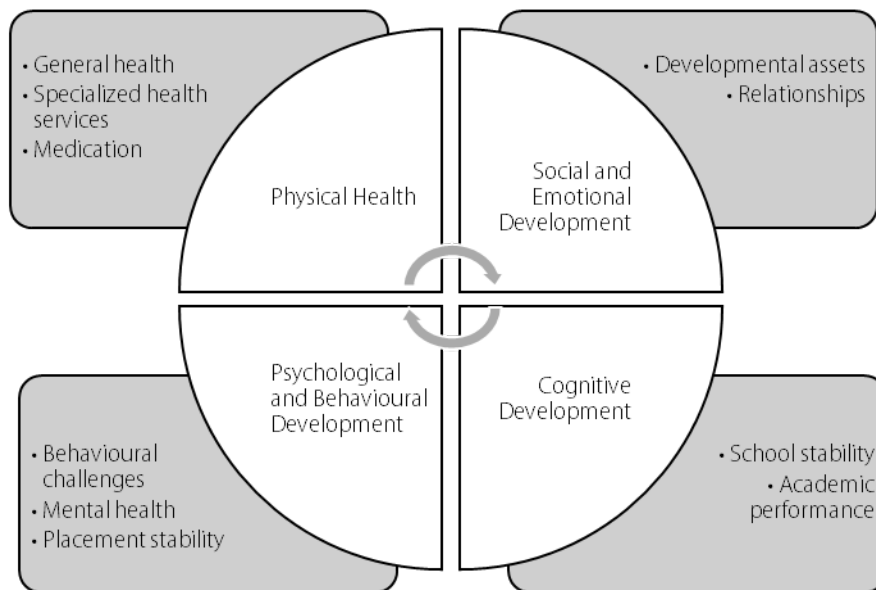 • General health
• Specialized health
services
• Medication
Physical Health
• Developmental assets
• Relationships
Social and
Emotional
Development
Psychological
and Behavioural
Development
• Behavioural
challenges
• Mental health
• Placement stability
Cognitive
Development
• School stability
• Academic
performance